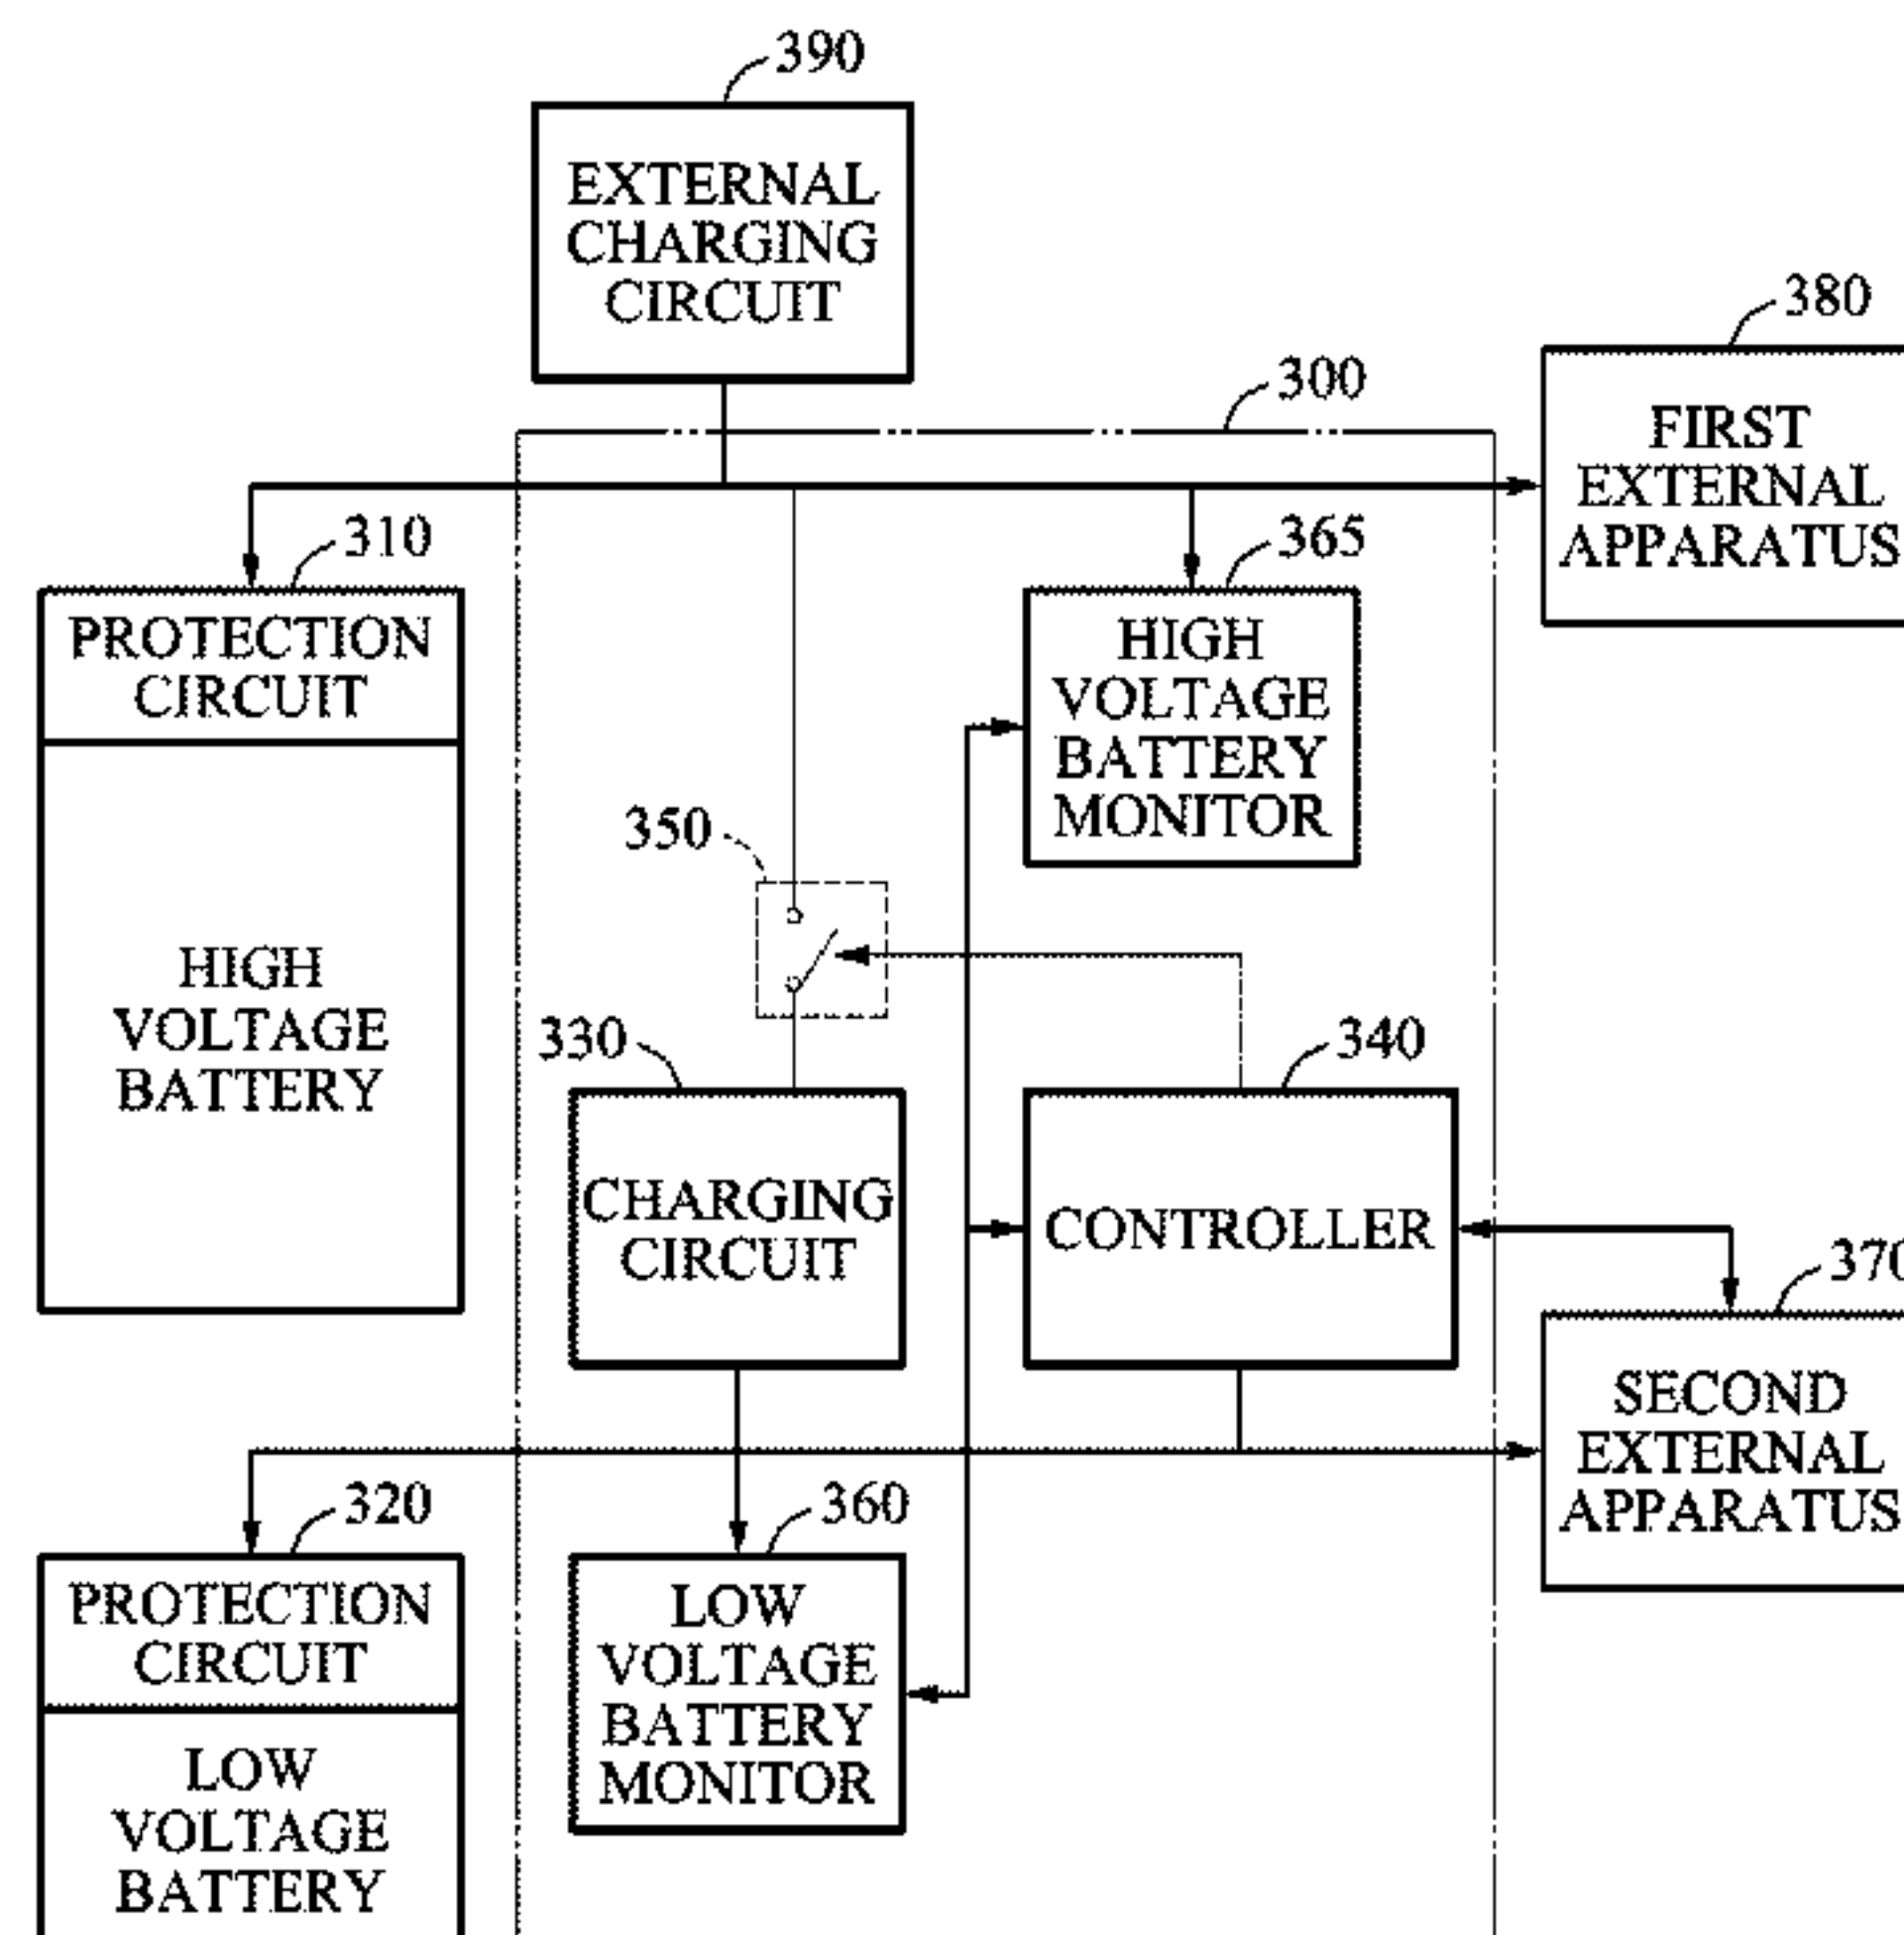 390
EXTERNAL
CHARGING
CIRCUIT
380
300
FIRST
EXTERNAL
APPARATUS
310
365
PROTECTION
CIRCUIT
HIGH
VOLTAGE
BATTERY
MONITOR
350
HIGH
VOLTAGE
BATTERY
330
340
CHARGING
CIRCUIT
CONTROLLER
370
SECOND
EXTERNAL
APPARATUS
320
360
PROTECTION
CIRCUIT
LOW
VOLTAGE
BATTERY
MONITOR
LOW
VOLTAGE
BATTERY